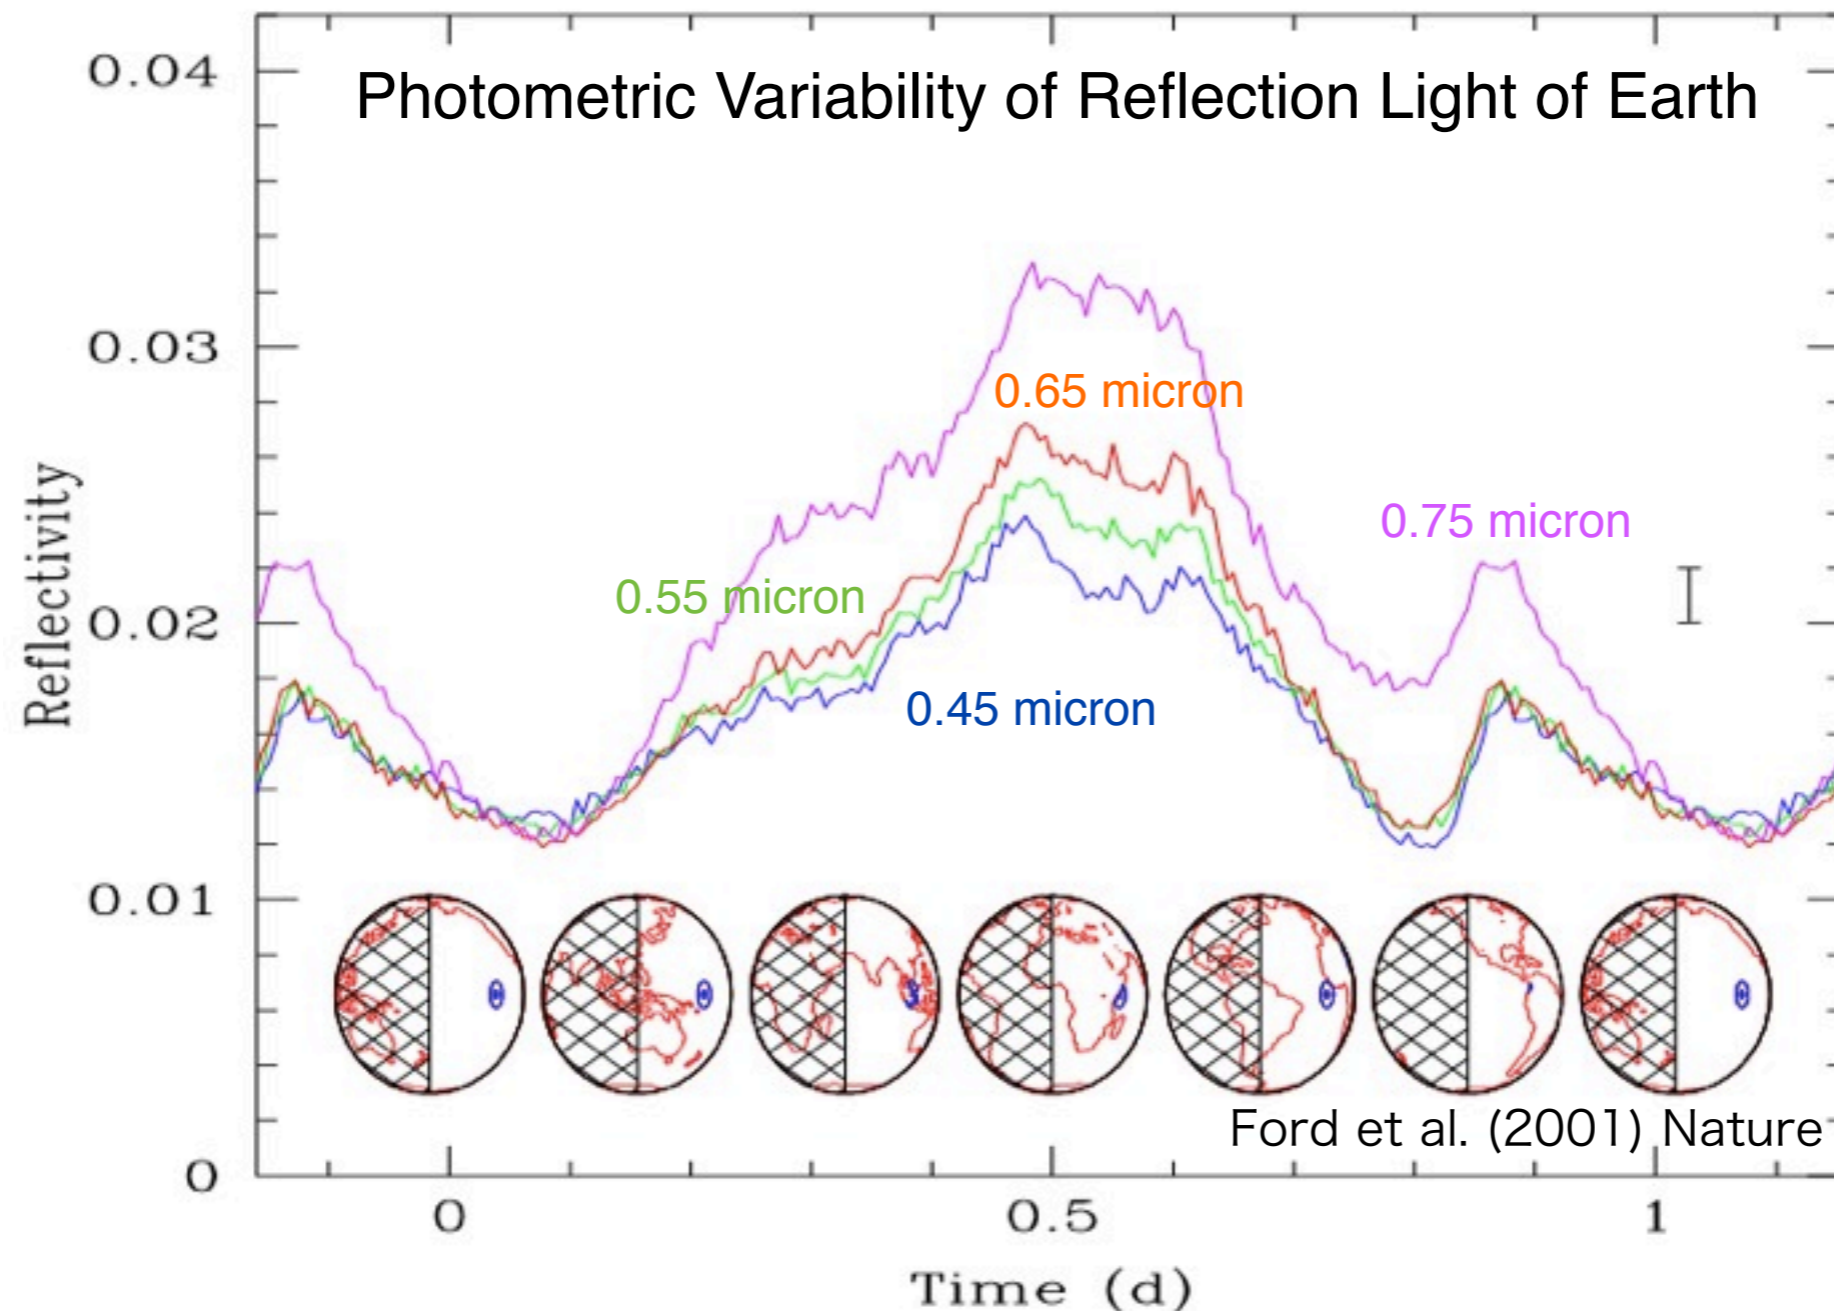 Photometric Variability of Reflection Light of Earth
0.04
0.03
0.02
0.01
0
Reflectivity
0.65 micron
0.75 micron
0.55 micron
0.45 micron
Ford et al. (2001) Nature
0 0.5 1
Time (d)